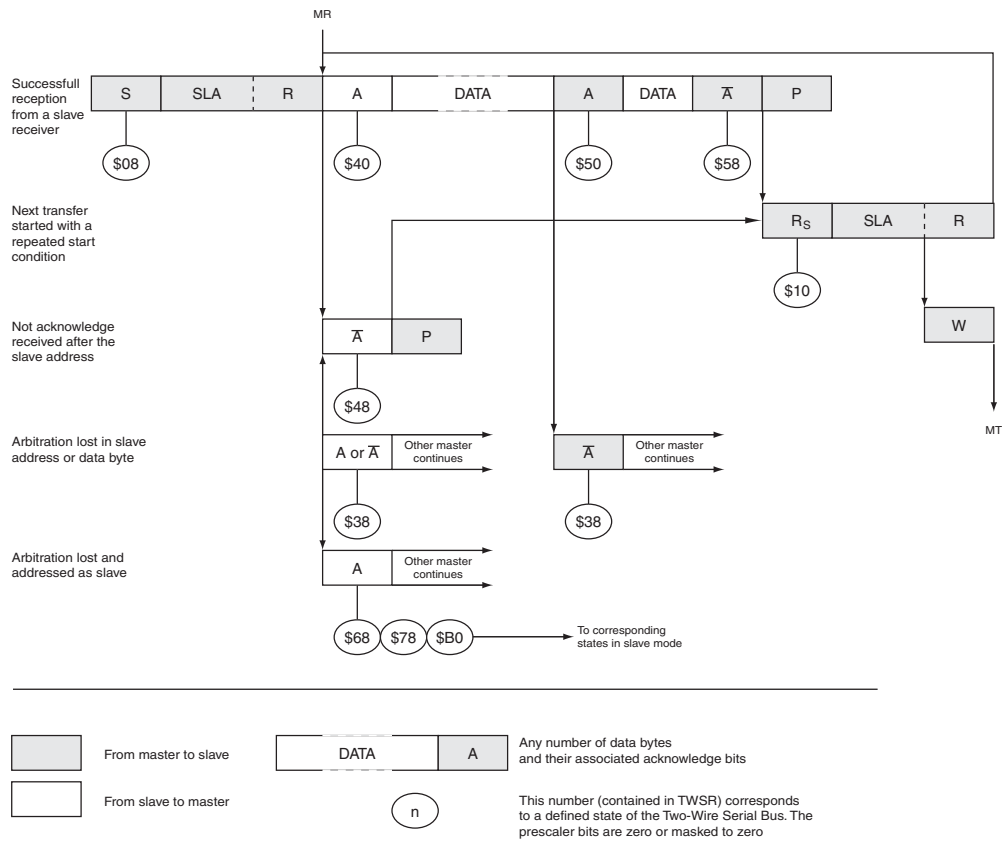 MR
Successfull
reception
from a slave
receiver
S SLA R A DATA A DATA A̅ P
$08 $40 $50 $58
Next transfer
started with a
repeated start
condition
RS SLA R
$10
W
MT
Not acknowledge
received after the
slave address
A̅ P
$48
Arbitration lost in slave
address or data byte
A or A̅
Other master
continues
A̅
Other master
continues
$38 $38
Arbitration lost and
addressed as slave
A
Other master
continues
$68 $78 $B0
To corresponding
states in slave mode
From master to slave
DATA A
Any number of data bytes
and their associated acknowledge bits
From slave to master
n
This number (contained in TWSR) corresponds
to a defined state of the Two-Wire Serial Bus. The
prescaler bits are zero or masked to zero